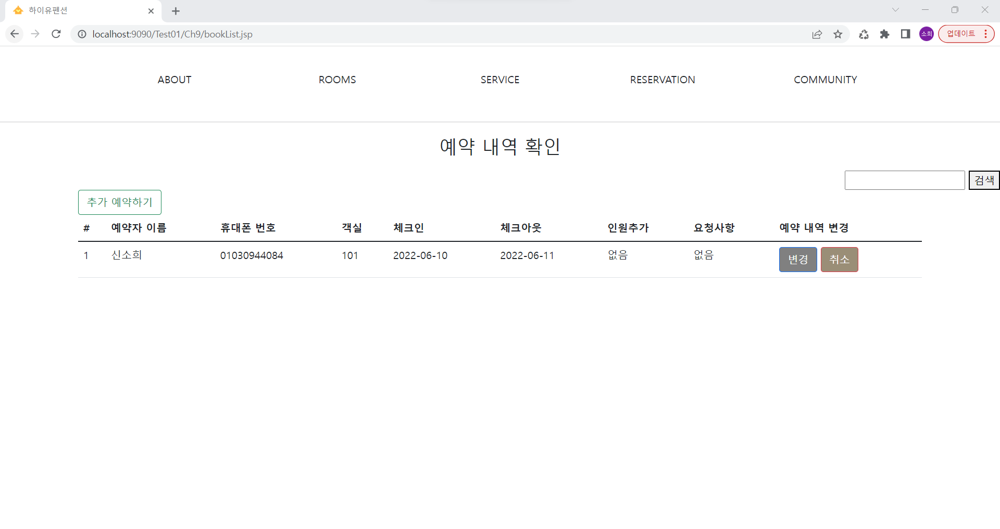 하이유펜션
localhost:9090/Test01/Ch9/bookList.jsp
소희
업데이트
ABOUT ROOMS SERVICE RESERVATION COMMUNITY
예약 내역 확인
검색
추가 예약하기
# 예약자 이름 휴대폰 번호 객실 체크인 체크아웃 인원추가 요청사항 예약 내역 변경
1 신소희 01030944084 101 2022-06-10 2022-06-11 없음 없음 변경 취소